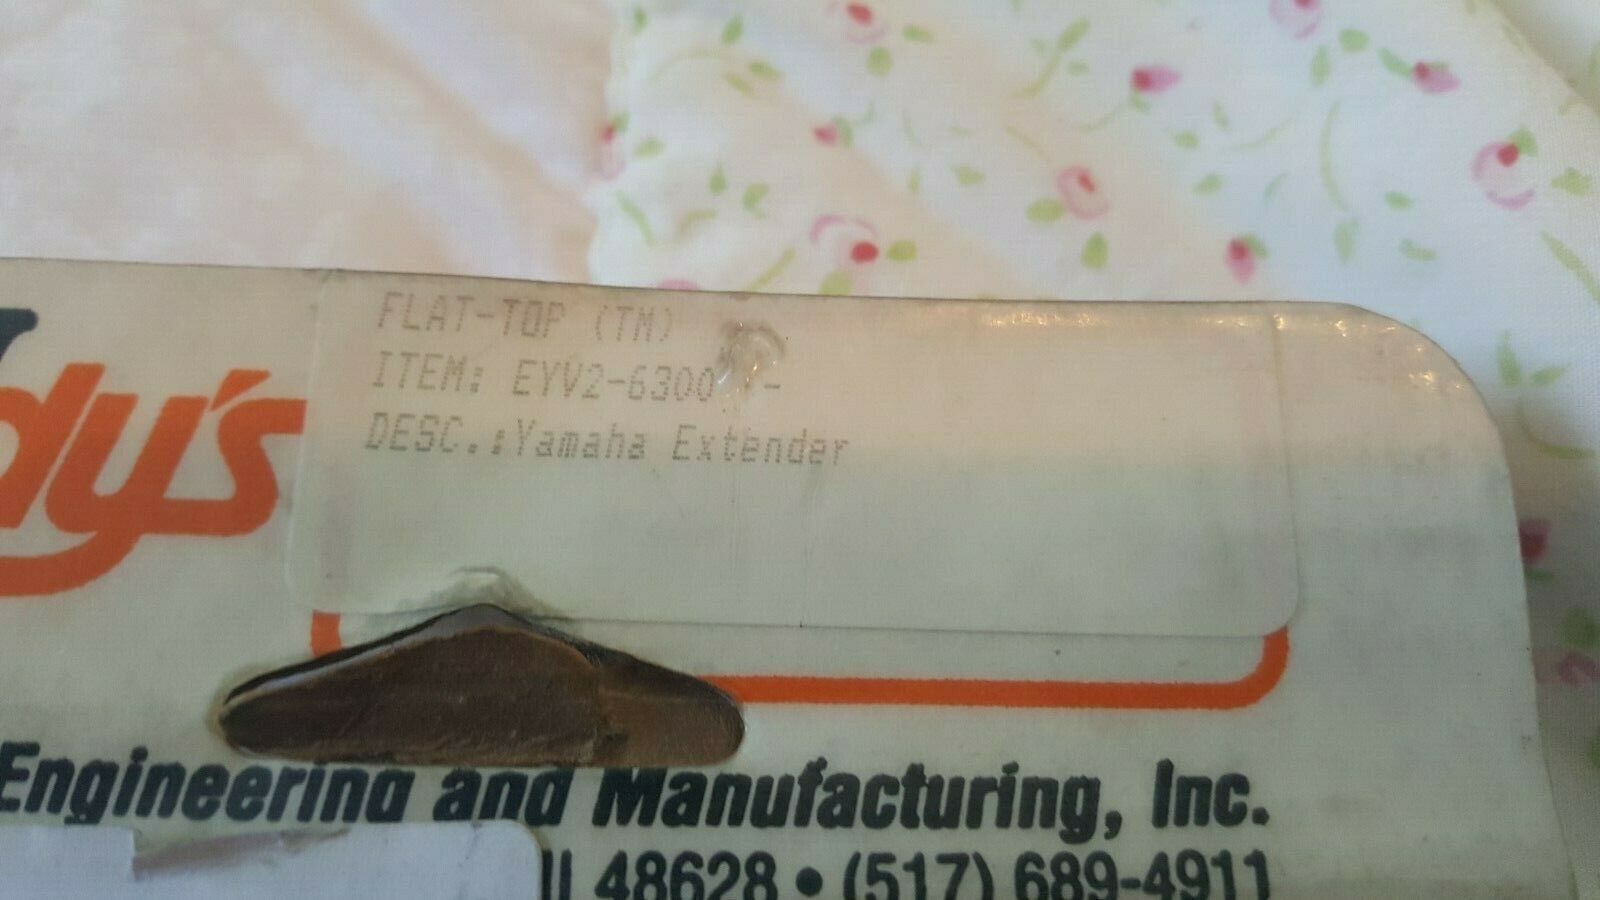 FLAT-TOP (TM)
ITEM: EYV2-6300 -
DESC.:Yamaha Extender
dy's
Engineering and Manufacturing, Inc.
48628 • (517) 689-4911